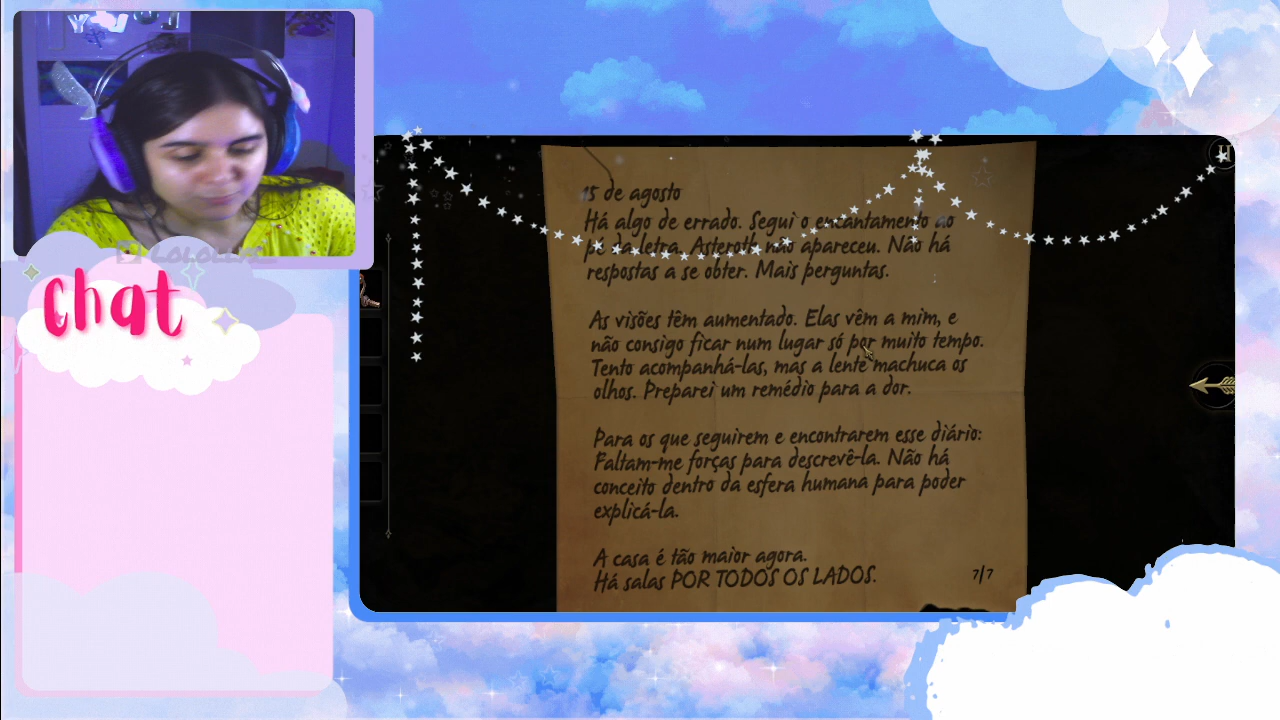 Chat
15 de agosto
Há algo de errado. Segui o encantamento ao
pé da letra. Asteroth não apareceu. Não há
respostas a se obter. Mais perguntas.
As visões têm aumentado. Elas vêm a mim, e
não consigo ficar num lugar só por muito tempo.
Tento acompanhá-las, mas a lente machuca os
olhos. Preparei um remédio para a dor.
Para os que seguirem e encontrarem esse diário:
Faltam-me forças para descrevê-la. Não há
conceito dentro da esfera humana para poder
explicá-la.
A casa é tão maior agora.
Há salas POR TODOS OS LADOS.
7/7